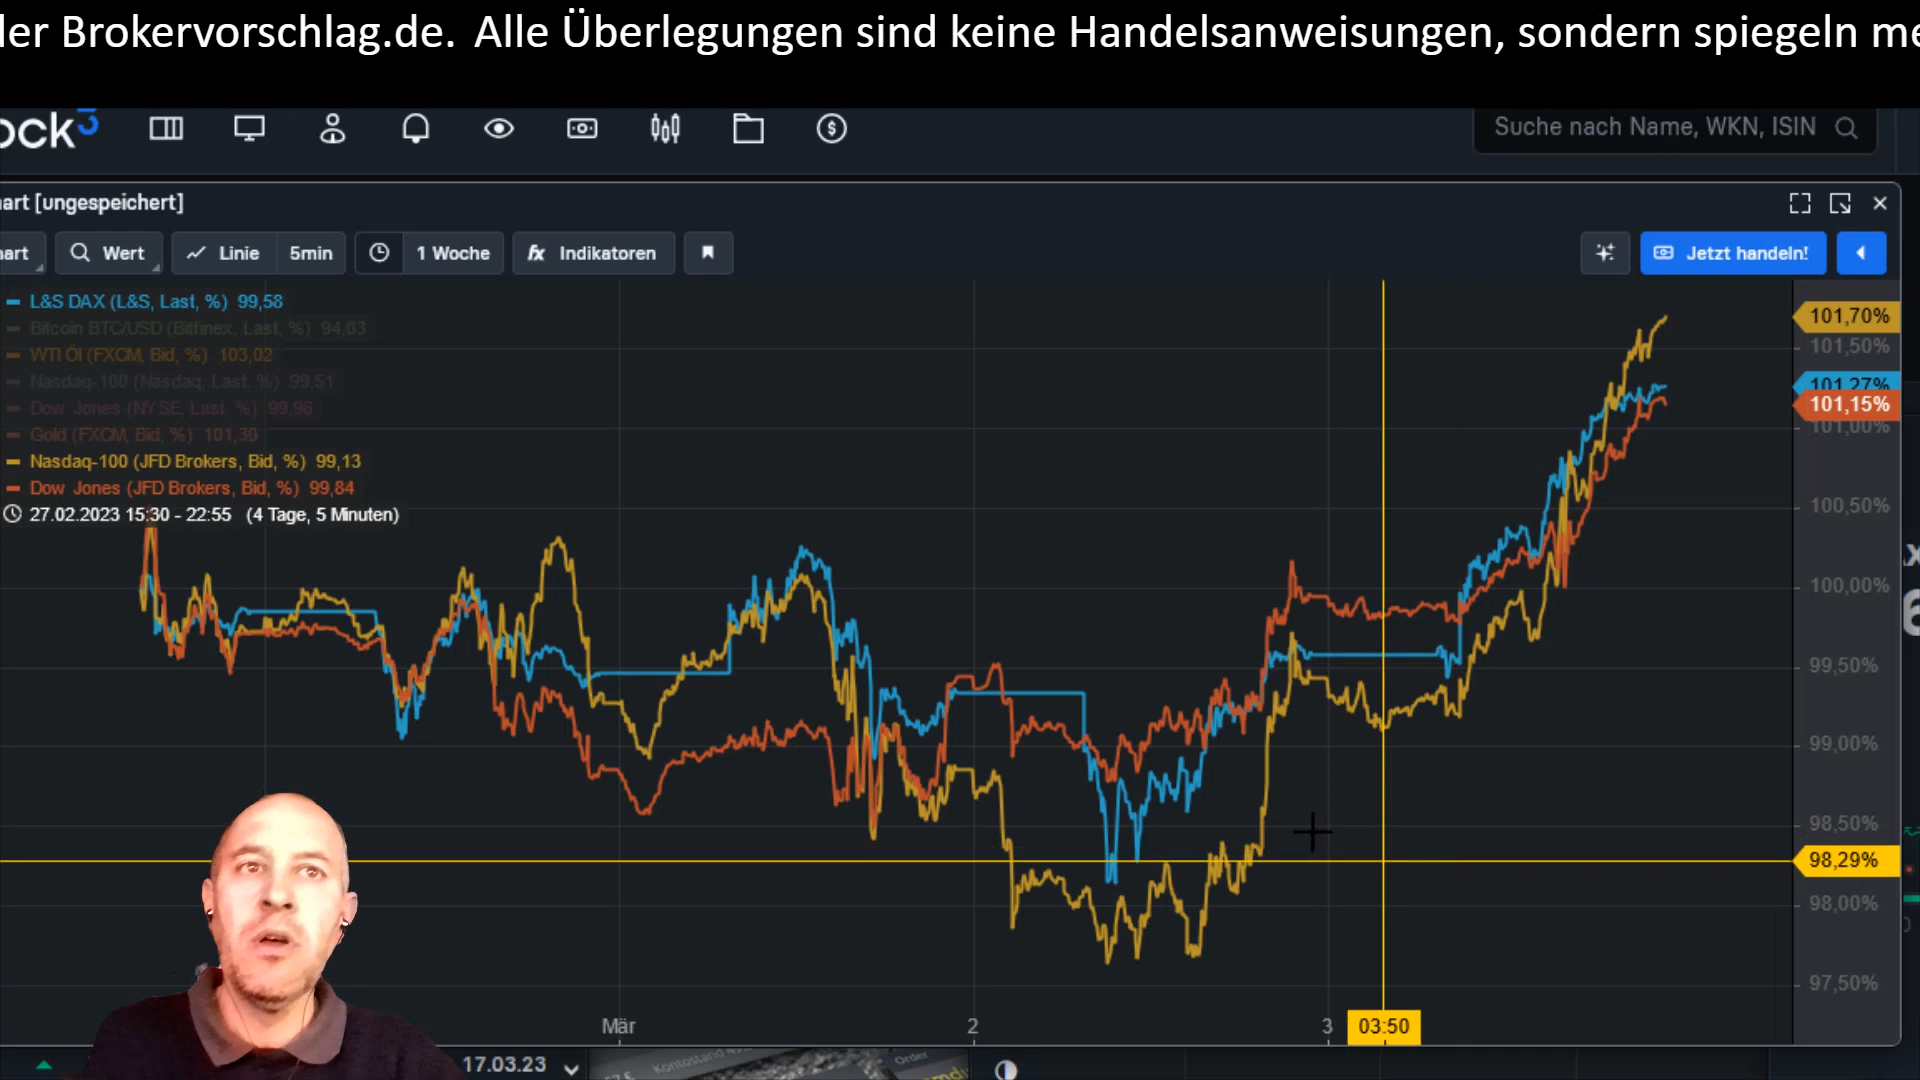 ler Brokervorschlag.de. Alle Überlegungen sind keine Handelsanweisungen, sondern spiegeln me
ock3
Suche nach Name, WKN, ISIN
art [ungespeichert]
art Wert Linie 5min 1 Woche fx Indikatoren Jetzt handeln!
L&S DAX (L&S, Last, %) 99,58
Bitcoin BTC/USD (Bitfinex, Last, %) 94,03
WTI Öl (FXCM, Bid, %) 103,02
Nasdaq-100 (Nasdaq, Last, %) 99,51
Dow Jones (NYSE, Last, %) 99,96
Gold (FXCM, Bid, %) 101,30
Nasdaq-100 (JFD Brokers, Bid, %) 99,13
Dow Jones (JFD Brokers, Bid, %) 99,84
27.02.2023 15:30 - 22:55 (4 Tage, 5 Minuten)
101,70%
101,50%
101,27%
101,15%
101,00%
100,50%
100,00%
99,50%
99,00%
98,50%
98,29%
98,00%
97,50%
Mär 2 3 03:50
17.03.23
Kontostand
Order